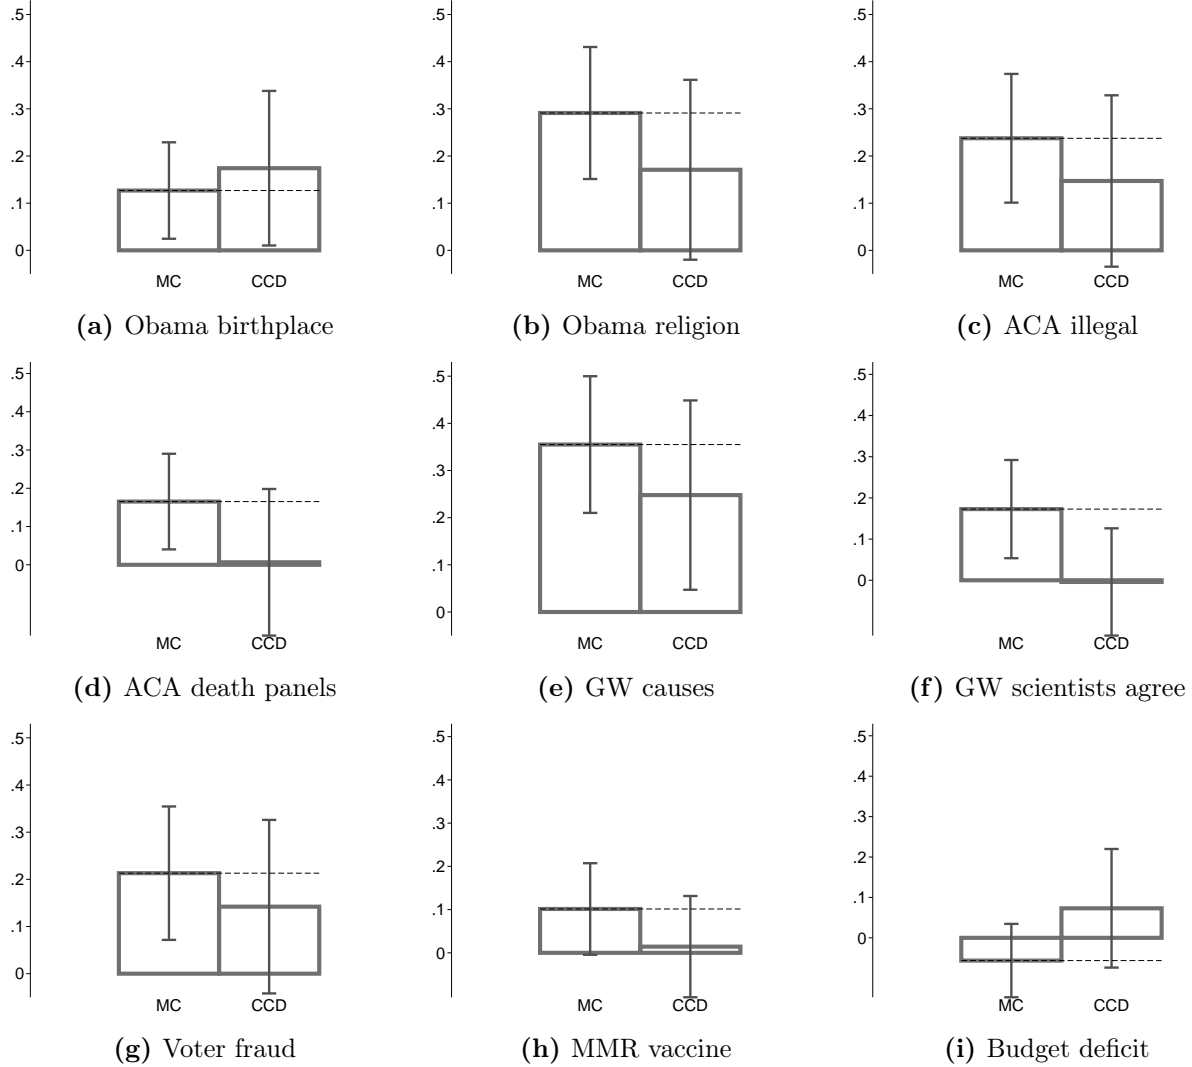 .5 .5 .5
.4 .4 .4
.3 .3 .3
.2 .2 .2
.1 .1 .1
0 0 0
MC CCD MC CCD MC CCD
(a) Obama birthplace (b) Obama religion (c) ACA illegal
.5 .5 .5
.4 .4 .4
.3 .3 .3
.2 .2 .2
.1 .1 .1
0 0 0
MC CCD MC CCD MC CCD
(d) ACA death panels (e) GW causes (f) GW scientists agree
.5 .5 .5
.4 .4 .4
.3 .3 .3
.2 .2 .2
.1 .1 .1
0 0 0
MC CCD MC CCD MC CCD
(g) Voter fraud (h) MMR vaccine (i) Budget deficit